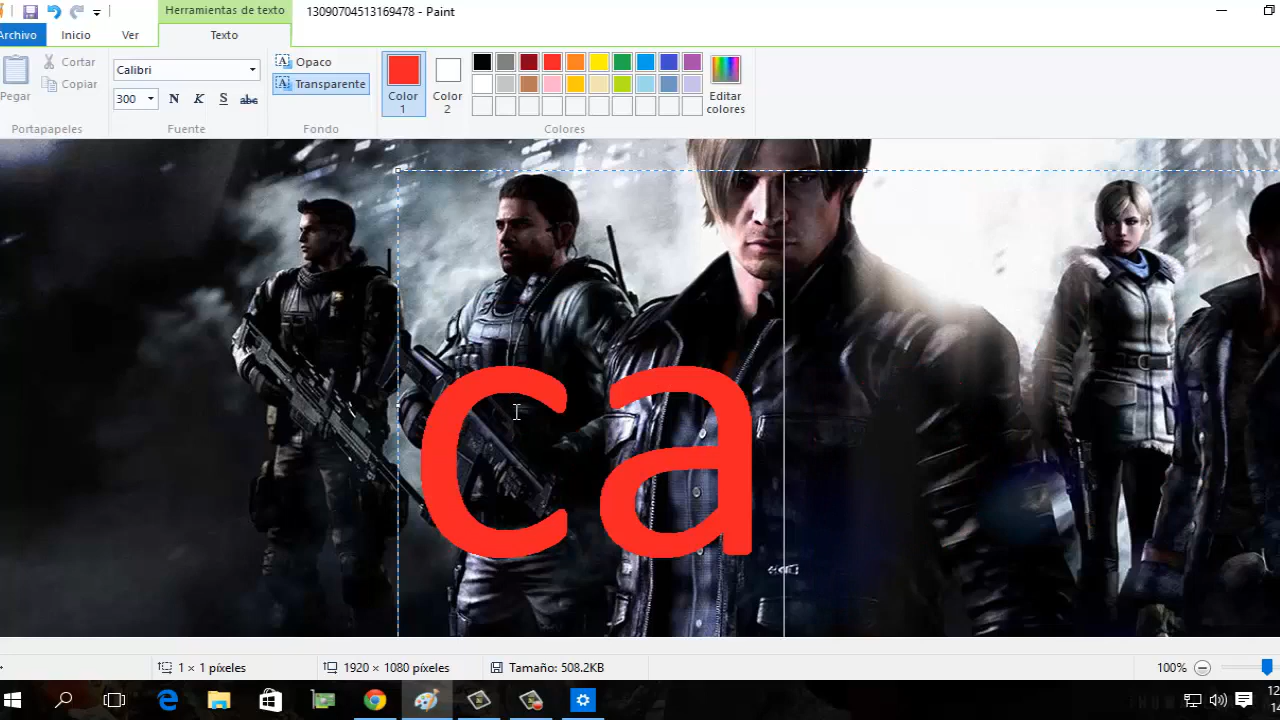 Herramientas de texto
13090704513169478 - Paint
Archivo Inicio Ver Texto
Pegar
Cortar
Copiar
Portapapeles
Calibri
300 N K S abc
Fuente
Opaco
Transparente
Fondo
Color 1
Color 2
Editar colores
Colores
ca
1 × 1 píxeles
1920 × 1080 píxeles
Tamaño: 508.2KB
100%